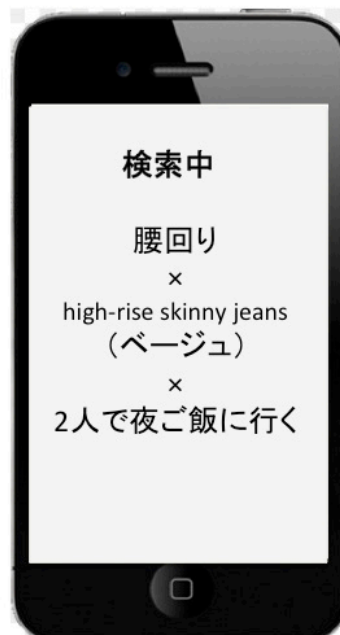 検索中
腰回り
×
high-rise skinny jeans
（ベージュ）
×
2人で夜ご飯に行く